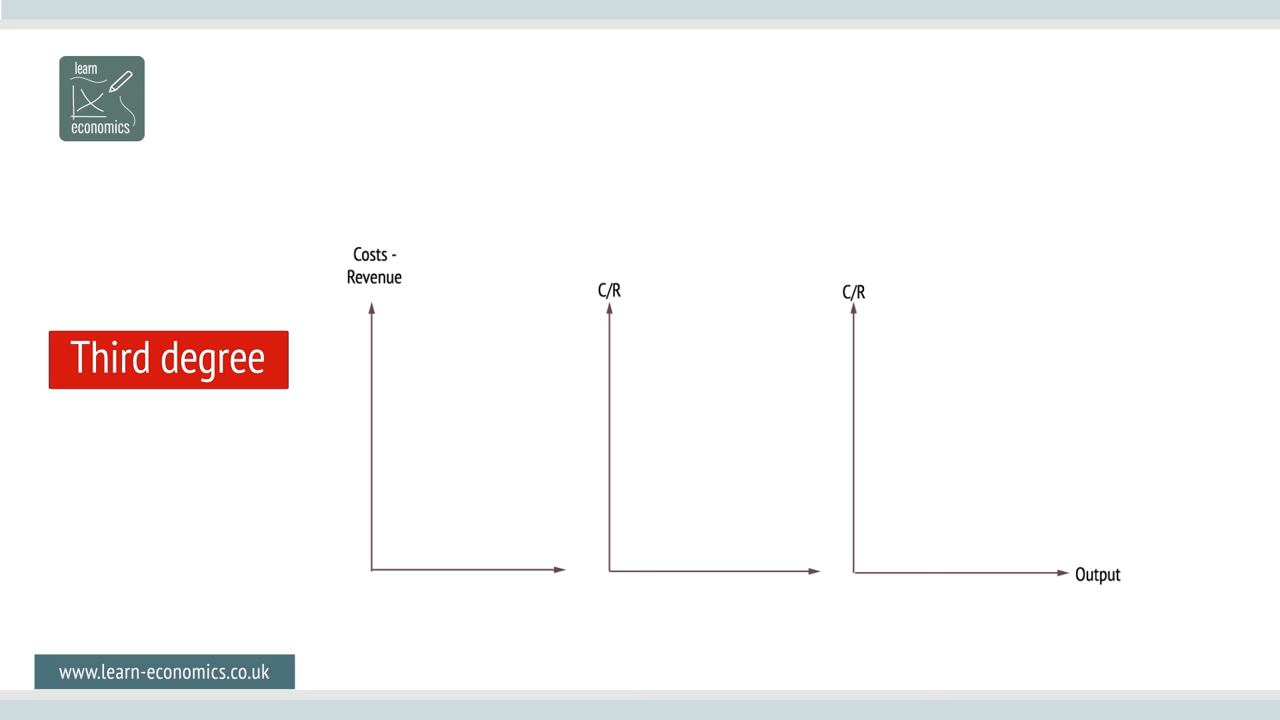 learn
economics
Costs -
Revenue
C/R
C/R
Third degree
Output
www.learn-economics.co.uk